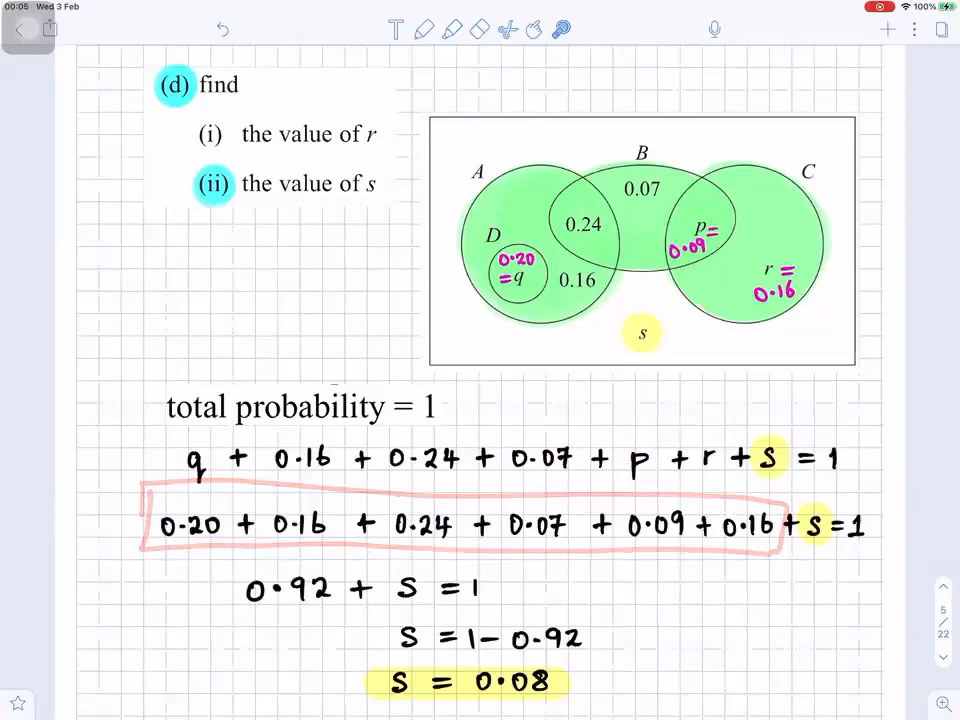 00:05 Wed 3 Feb
100%
(d) find
(i) the value of r
(ii) the value of s
A
B
C
0.07
0.24
p =
0.09
D
0.20
= q
0.16
r =
0.16
s
total probability = 1
q + 0.16 + 0.24 + 0.07 + p + r + s = 1
0.20 + 0.16 + 0.24 + 0.07 + 0.09 + 0.16 + s = 1
0.92 + s = 1
s = 1 - 0.92
s = 0.08
5
/
22